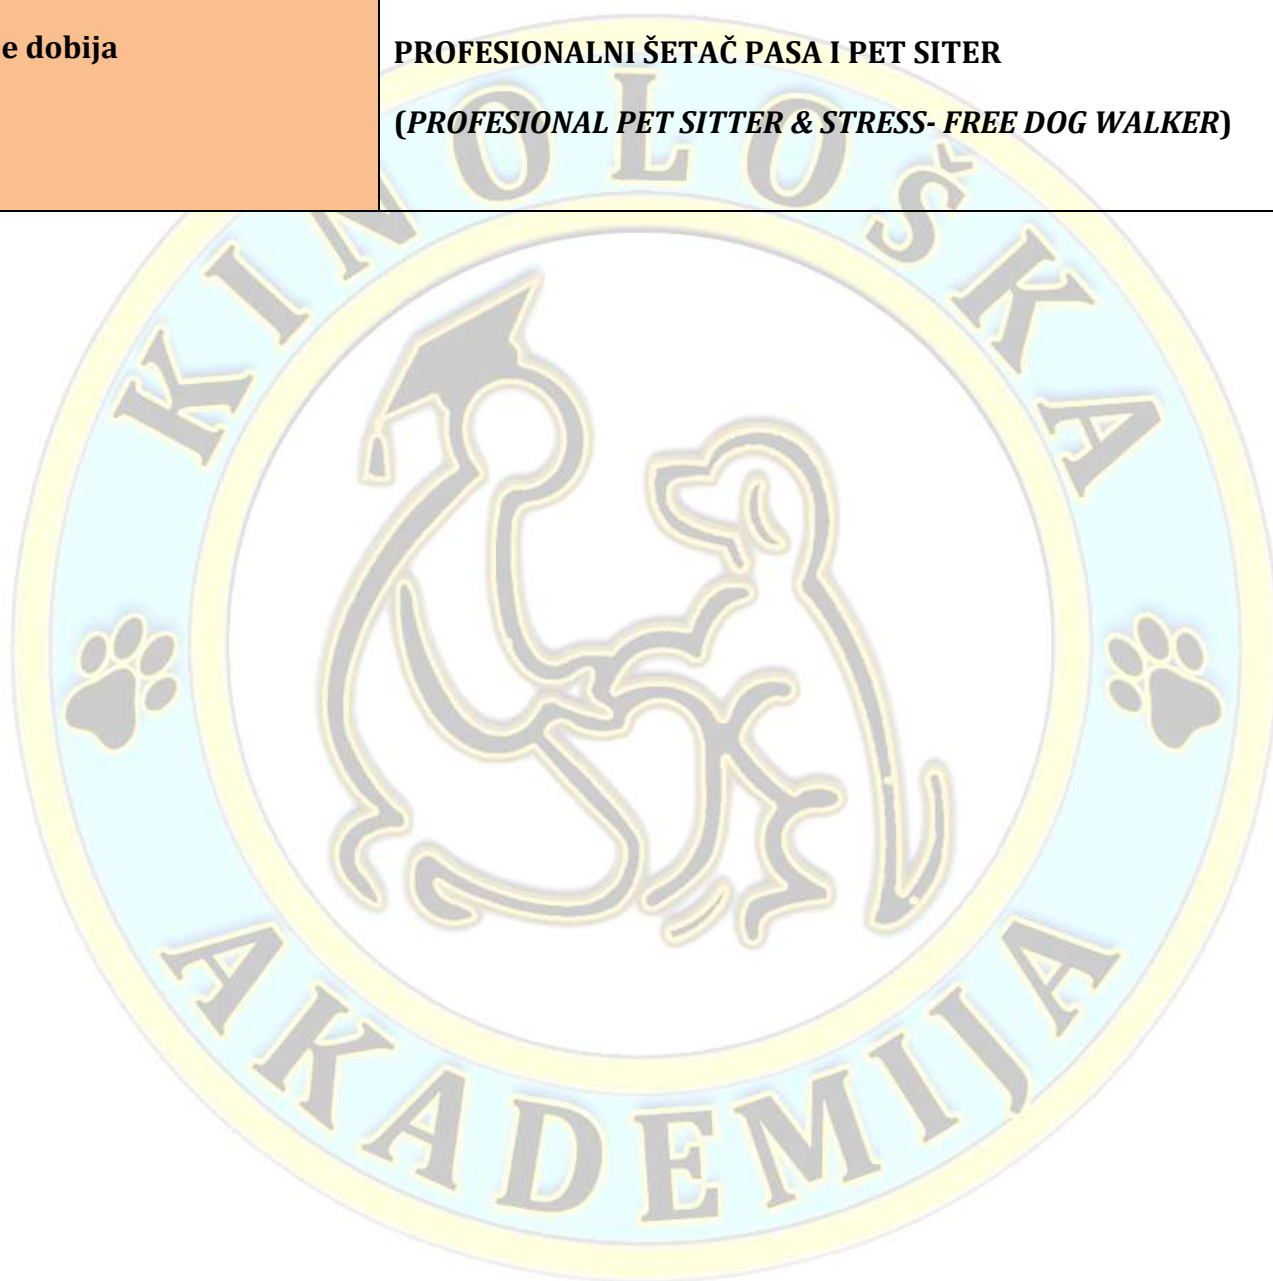 e dobija
PROFESIONALNI ŠETAČ PASA I PET SITER
(PROFESIONAL PET SITTER & STRESS- FREE DOG WALKER)
KINOLOŠKA
AKADEMIJA